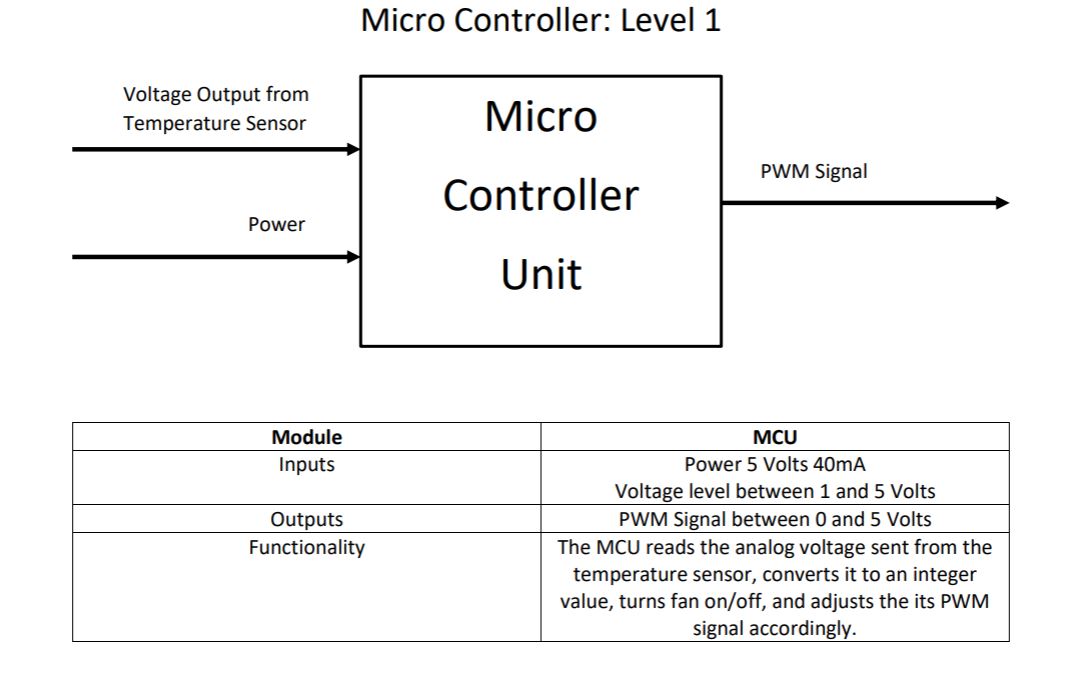 Micro Controller: Level 1
Voltage Output from
Temperature Sensor
Power
Micro
Controller
Unit
PWM Signal
Module MCU
Inputs Power 5 Volts 40mA
Voltage level between 1 and 5 Volts
Outputs PWM Signal between 0 and 5 Volts
Functionality The MCU reads the analog voltage sent from the
temperature sensor, converts it to an integer
value, turns fan on/off, and adjusts the its PWM
signal accordingly.